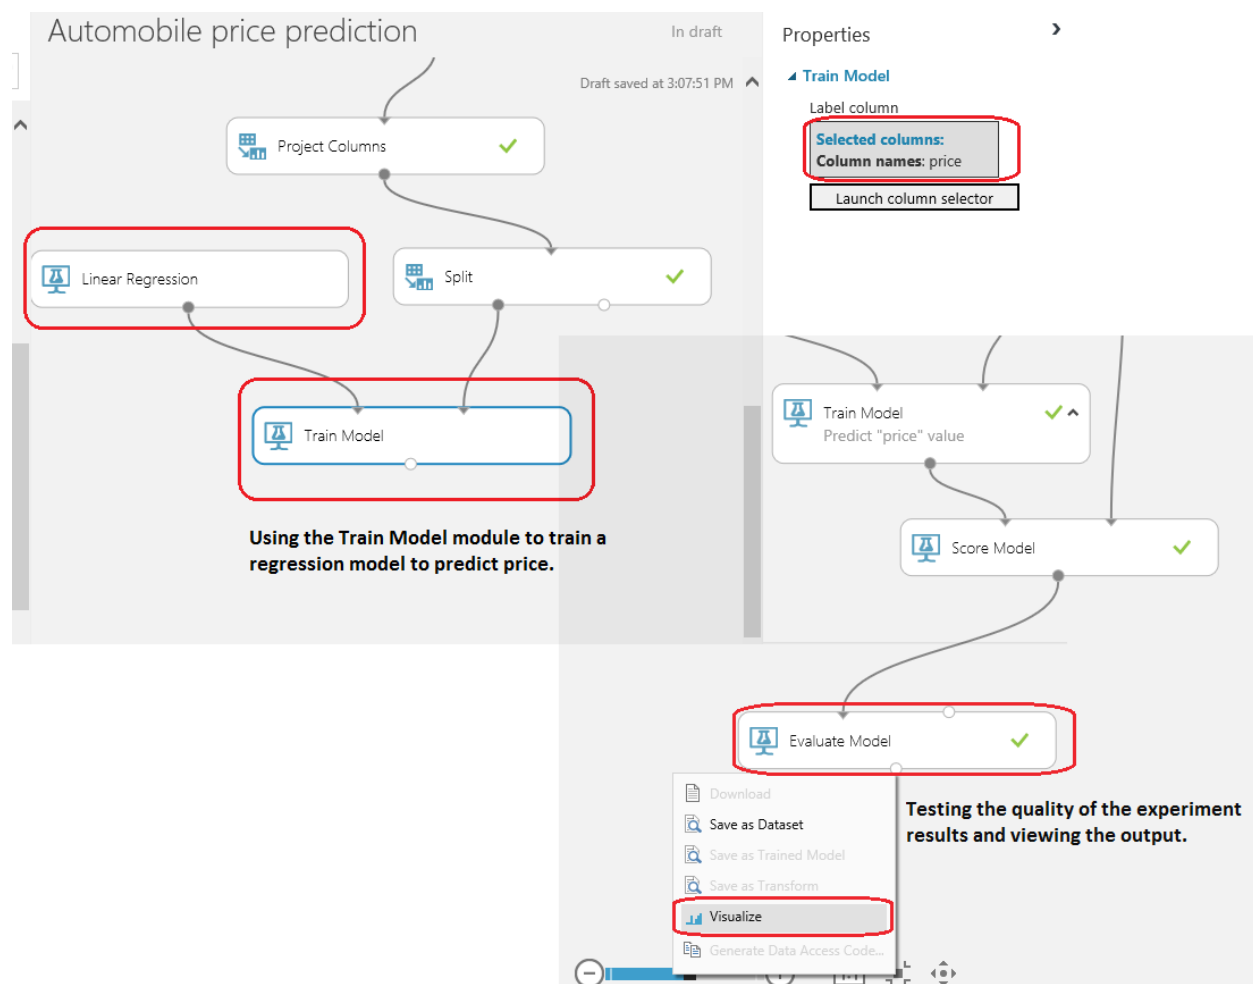 Automobile price prediction
In draft
Draft saved at 3:07:51 PM
Properties
Train Model
Label column
Selected columns:
Column names: price
Launch column selector
Project Columns
Linear Regression
Split
Train Model
Using the Train Model module to train a
regression model to predict price.
Train Model
Predict "price" value
Score Model
Evaluate Model
Download
Save as Dataset
Save as Trained Model
Save as Transform
Visualize
Generate Data Access Code...
Testing the quality of the experiment
results and viewing the output.